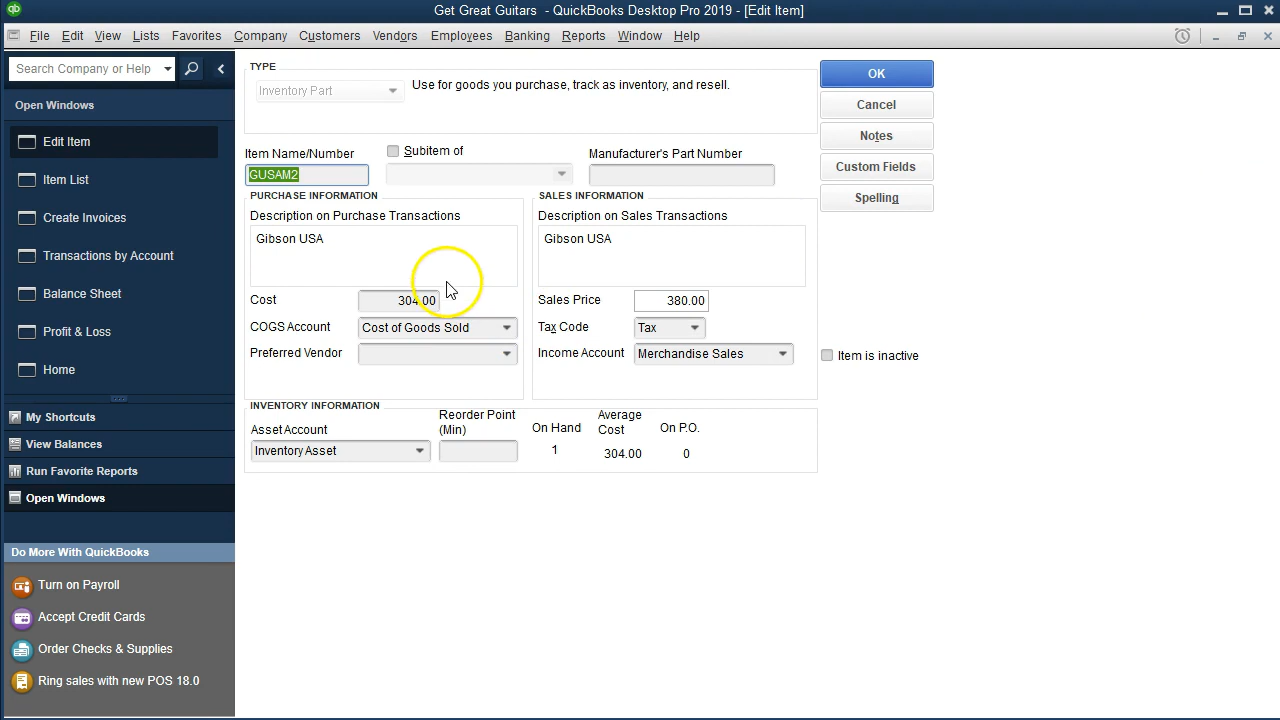 qb
Get Great Guitars - QuickBooks Desktop Pro 2019 - [Edit Item]
File Edit View Lists Favorites Company Customers Vendors Employees Banking Reports Window Help
Search Company or Help
Open Windows
Edit Item
Item List
Create Invoices
Transactions by Account
Balance Sheet
Profit & Loss
Home
My Shortcuts
View Balances
Run Favorite Reports
Open Windows
Do More With QuickBooks
Turn on Payroll
Accept Credit Cards
Order Checks & Supplies
Ring sales with new POS 18.0
TYPE
Inventory Part
Use for goods you purchase, track as inventory, and resell.
OK
Cancel
Notes
Custom Fields
Spelling
Item Name/Number
Subitem of
Manufacturer's Part Number
GUSAM2
PURCHASE INFORMATION
Description on Purchase Transactions
Gibson USA
Cost 304.00
COGS Account Cost of Goods Sold
Preferred Vendor
SALES INFORMATION
Description on Sales Transactions
Gibson USA
Sales Price 380.00
Tax Code Tax
Income Account Merchandise Sales
Item is inactive
INVENTORY INFORMATION
Asset Account
Inventory Asset
Reorder Point
(Min)
On Hand
1
Average
Cost
304.00
On P.O.
0